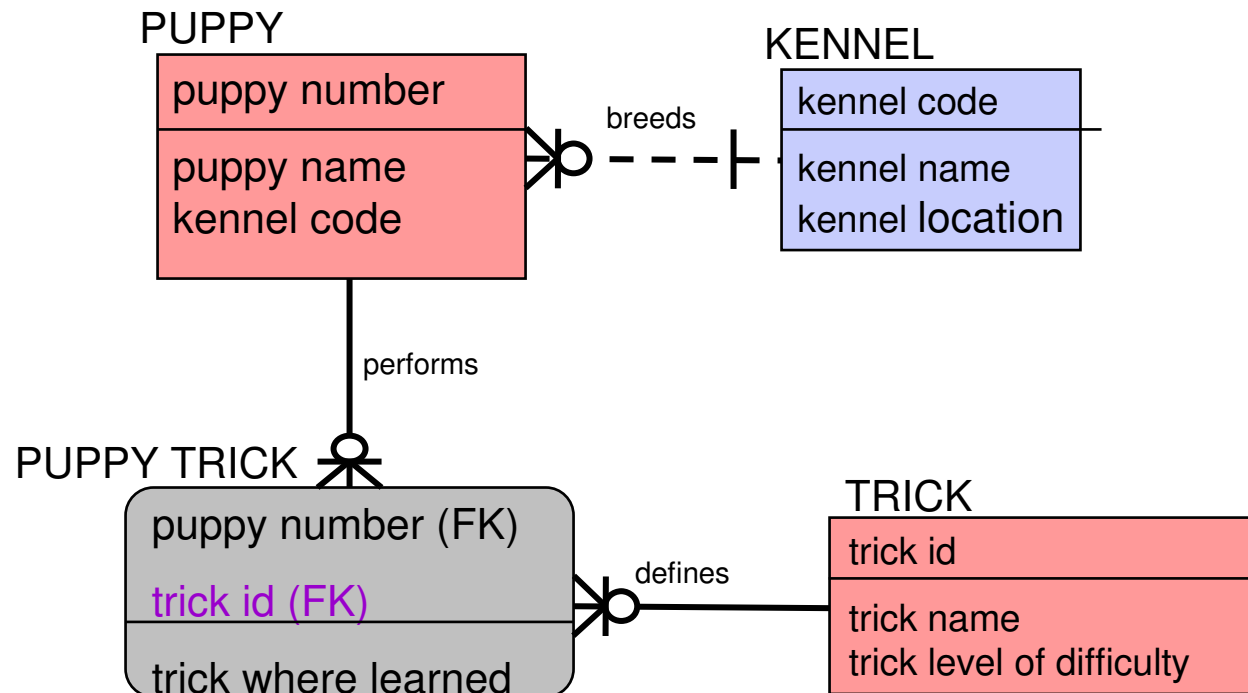 PUPPY
puppy number
puppy name
kennel code
breeds
KENNEL
kennel code
kennel name
kennel location
performs
PUPPY TRICK
puppy number (FK)
trick id (FK)
trick where learned
defines
TRICK
trick id
trick name
trick level of difficulty